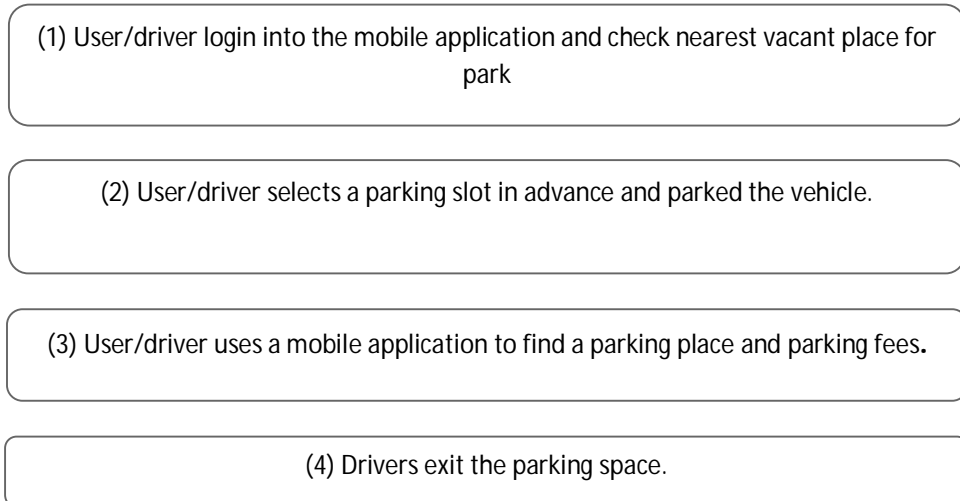 (1) User/driver login into the mobile application and check nearest vacant place for
park
(2) User/driver selects a parking slot in advance and parked the vehicle.
(3) User/driver uses a mobile application to find a parking place and parking fees.
(4) Drivers exit the parking space.